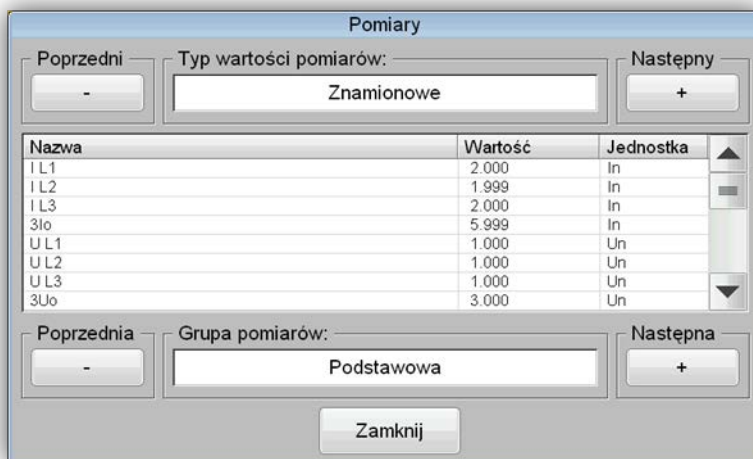 Pomiary
Poprzedni Typ wartości pomiarów: Następny
- Znamionowe +
Nazwa Wartość Jednostka
I L1 2.000 In
I L2 1.999 In
I L3 2.000 In
3Io 5.999 In
U L1 1.000 Un
U L2 1.000 Un
U L3 1.000 Un
3Uo 3.000 Un
Poprzednia Grupa pomiarów: Następna
- Podstawowa +
Zamknij